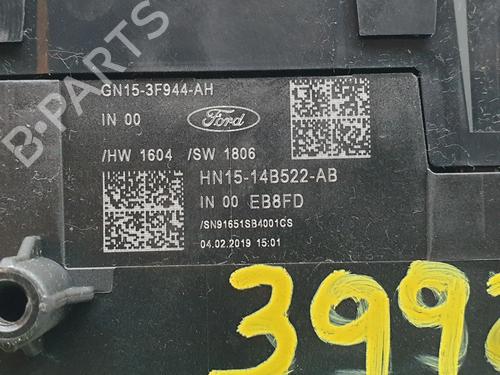 B-PARTS
GN15-3F944-AH
IN 00
Ford
/HW 1604 /SW 1806
HN15-14B522-AB
IN 00 EB8FD
/SN91651SB4001CS
04.02.2019 15:01